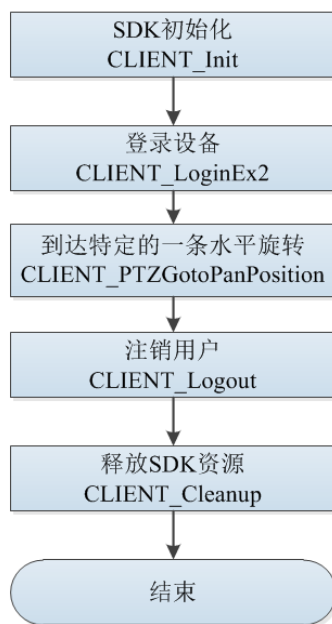 SDK初始化
CLIENT_Init
登录设备
CLIENT_LoginEx2
到达特定的一条水平旋转
CLIENT_PTZGotoPanPosition
注销用户
CLIENT_Logout
释放SDK资源
CLIENT_Cleanup
结束